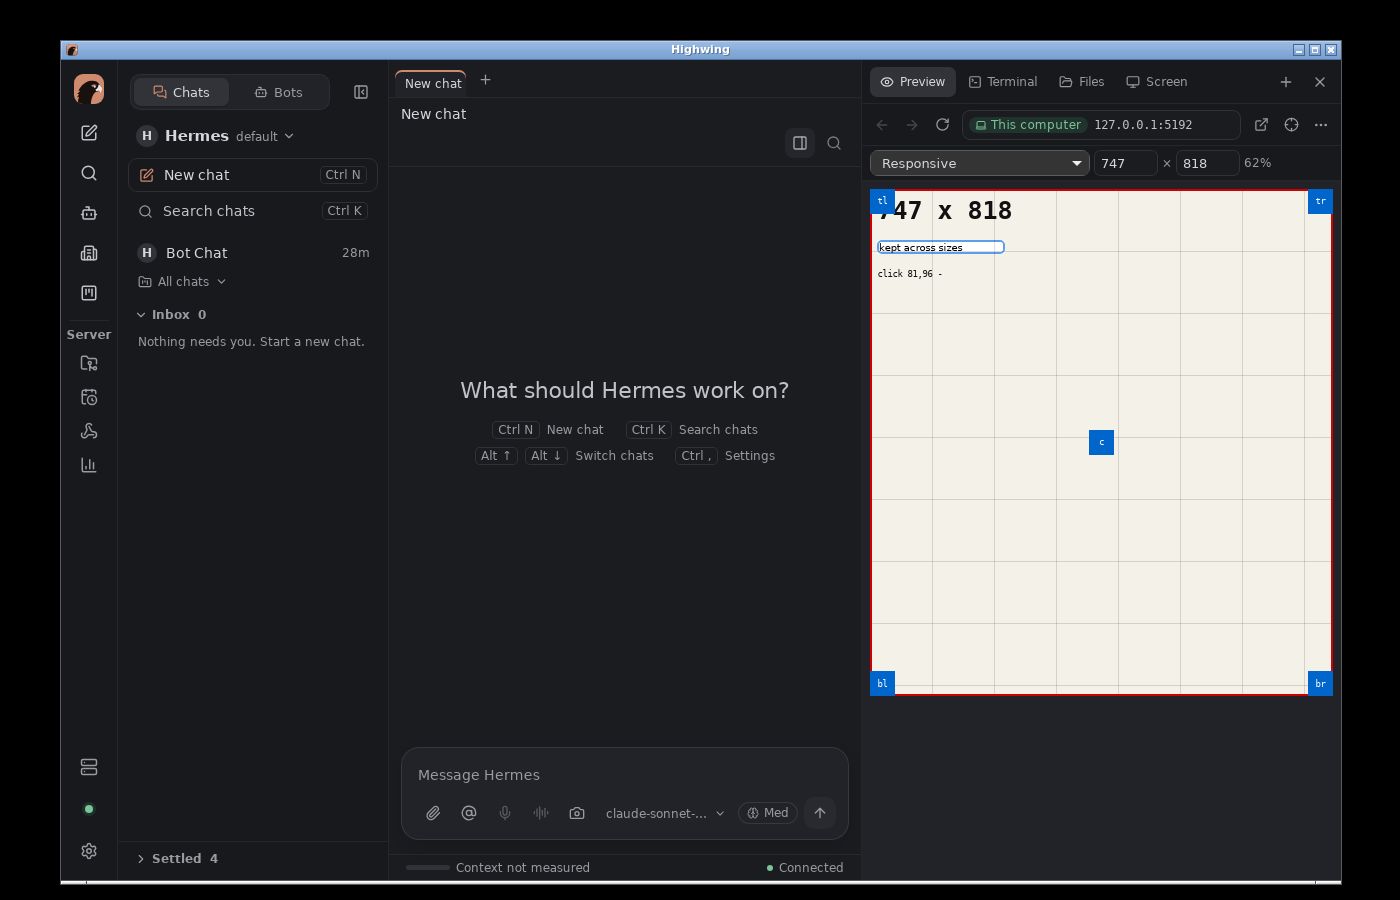 Highwing
Chats
Bots
H Hermes default
New chat Ctrl N
Search chats Ctrl K
H Bot Chat 28m
All chats
Inbox 0
Nothing needs you. Start a new chat.
Server
Settled 4
New chat
New chat
What should Hermes work on?
Ctrl N New chat Ctrl K Search chats
Alt ↑ Alt ↓ Switch chats Ctrl , Settings
Message Hermes
claude-sonnet-... Med
Context not measured Connected
Preview Terminal Files Screen
This computer 127.0.0.1:5192
Responsive 747 × 818 62%
tl 747 x 818 tr
kept across sizes
click 81,96 -
c
bl br